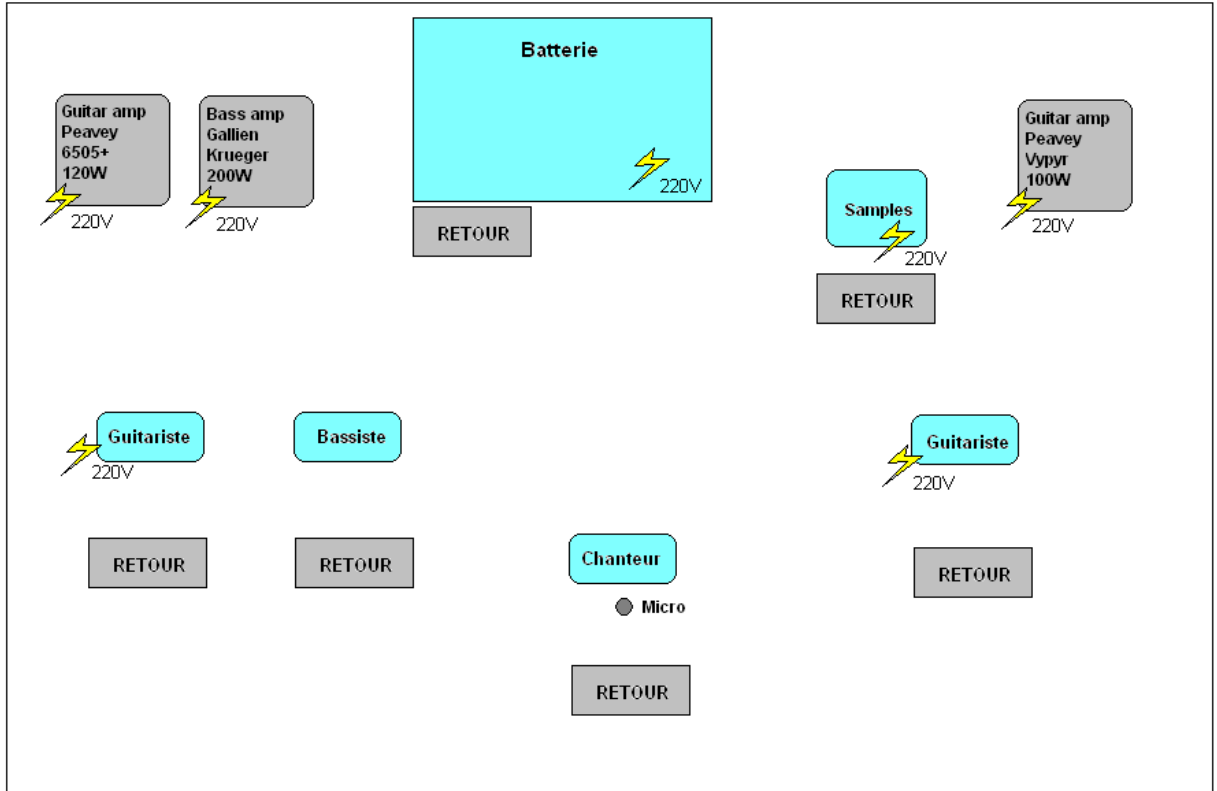 Batterie
220V
Guitar amp
Peavey
6505+
120W
220V
Bass amp
Gallien
Krueger
200W
220V
RETOUR
Samples
220V
RETOUR
Guitar amp
Peavey
Vypyr
100W
220V
Guitariste
220V
Bassiste
Guitariste
220V
RETOUR
RETOUR
Chanteur
Micro
RETOUR
RETOUR